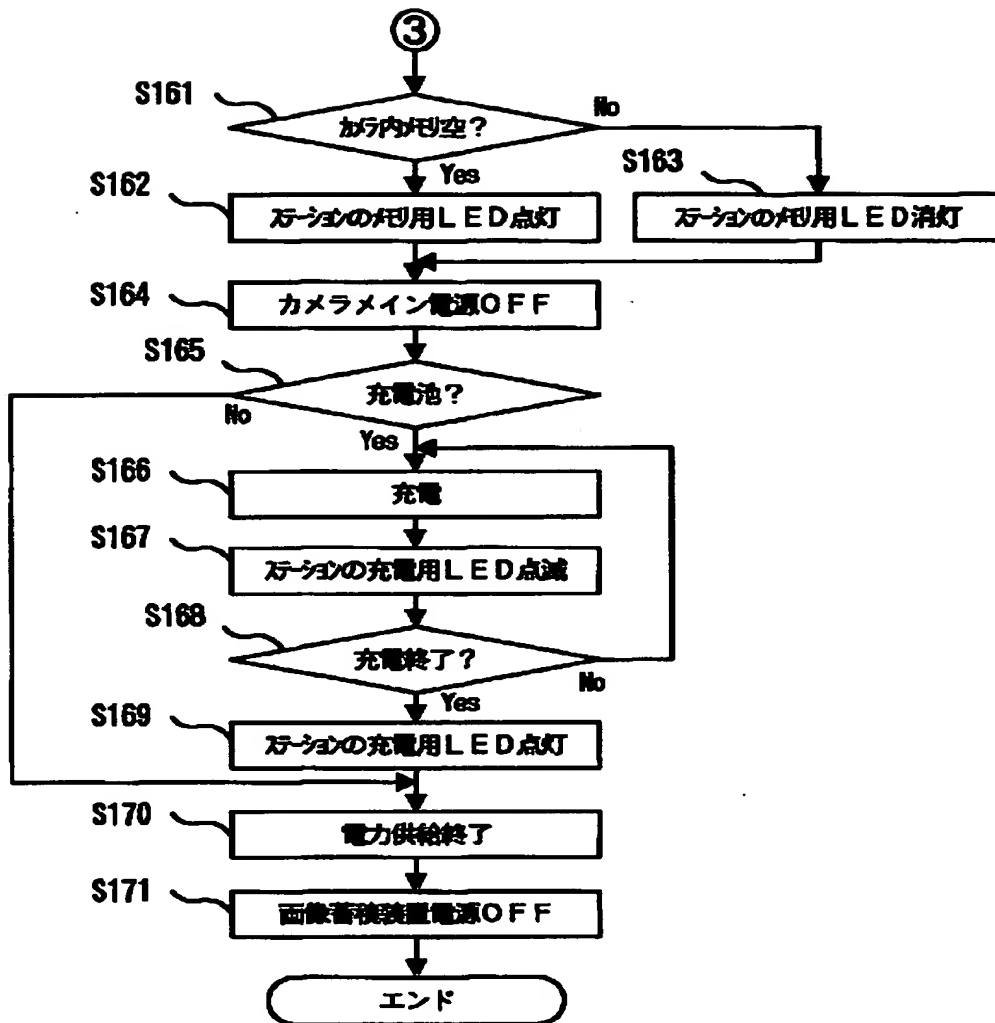 ③
S161
カメラ内メモリ空？
No
Yes
S162
ステーションのメモリ用ＬＥＤ点灯
S163
ステーションのメモリ用ＬＥＤ消灯
S164
カメラメイン電源ＯＦＦ
S165
充電池？
No
Yes
S166
充電
S167
ステーションの充電用ＬＥＤ点滅
S168
充電終了？
No
Yes
S169
ステーションの充電用ＬＥＤ点灯
S170
電力供給終了
S171
画像蓄積装置電源ＯＦＦ
エンド